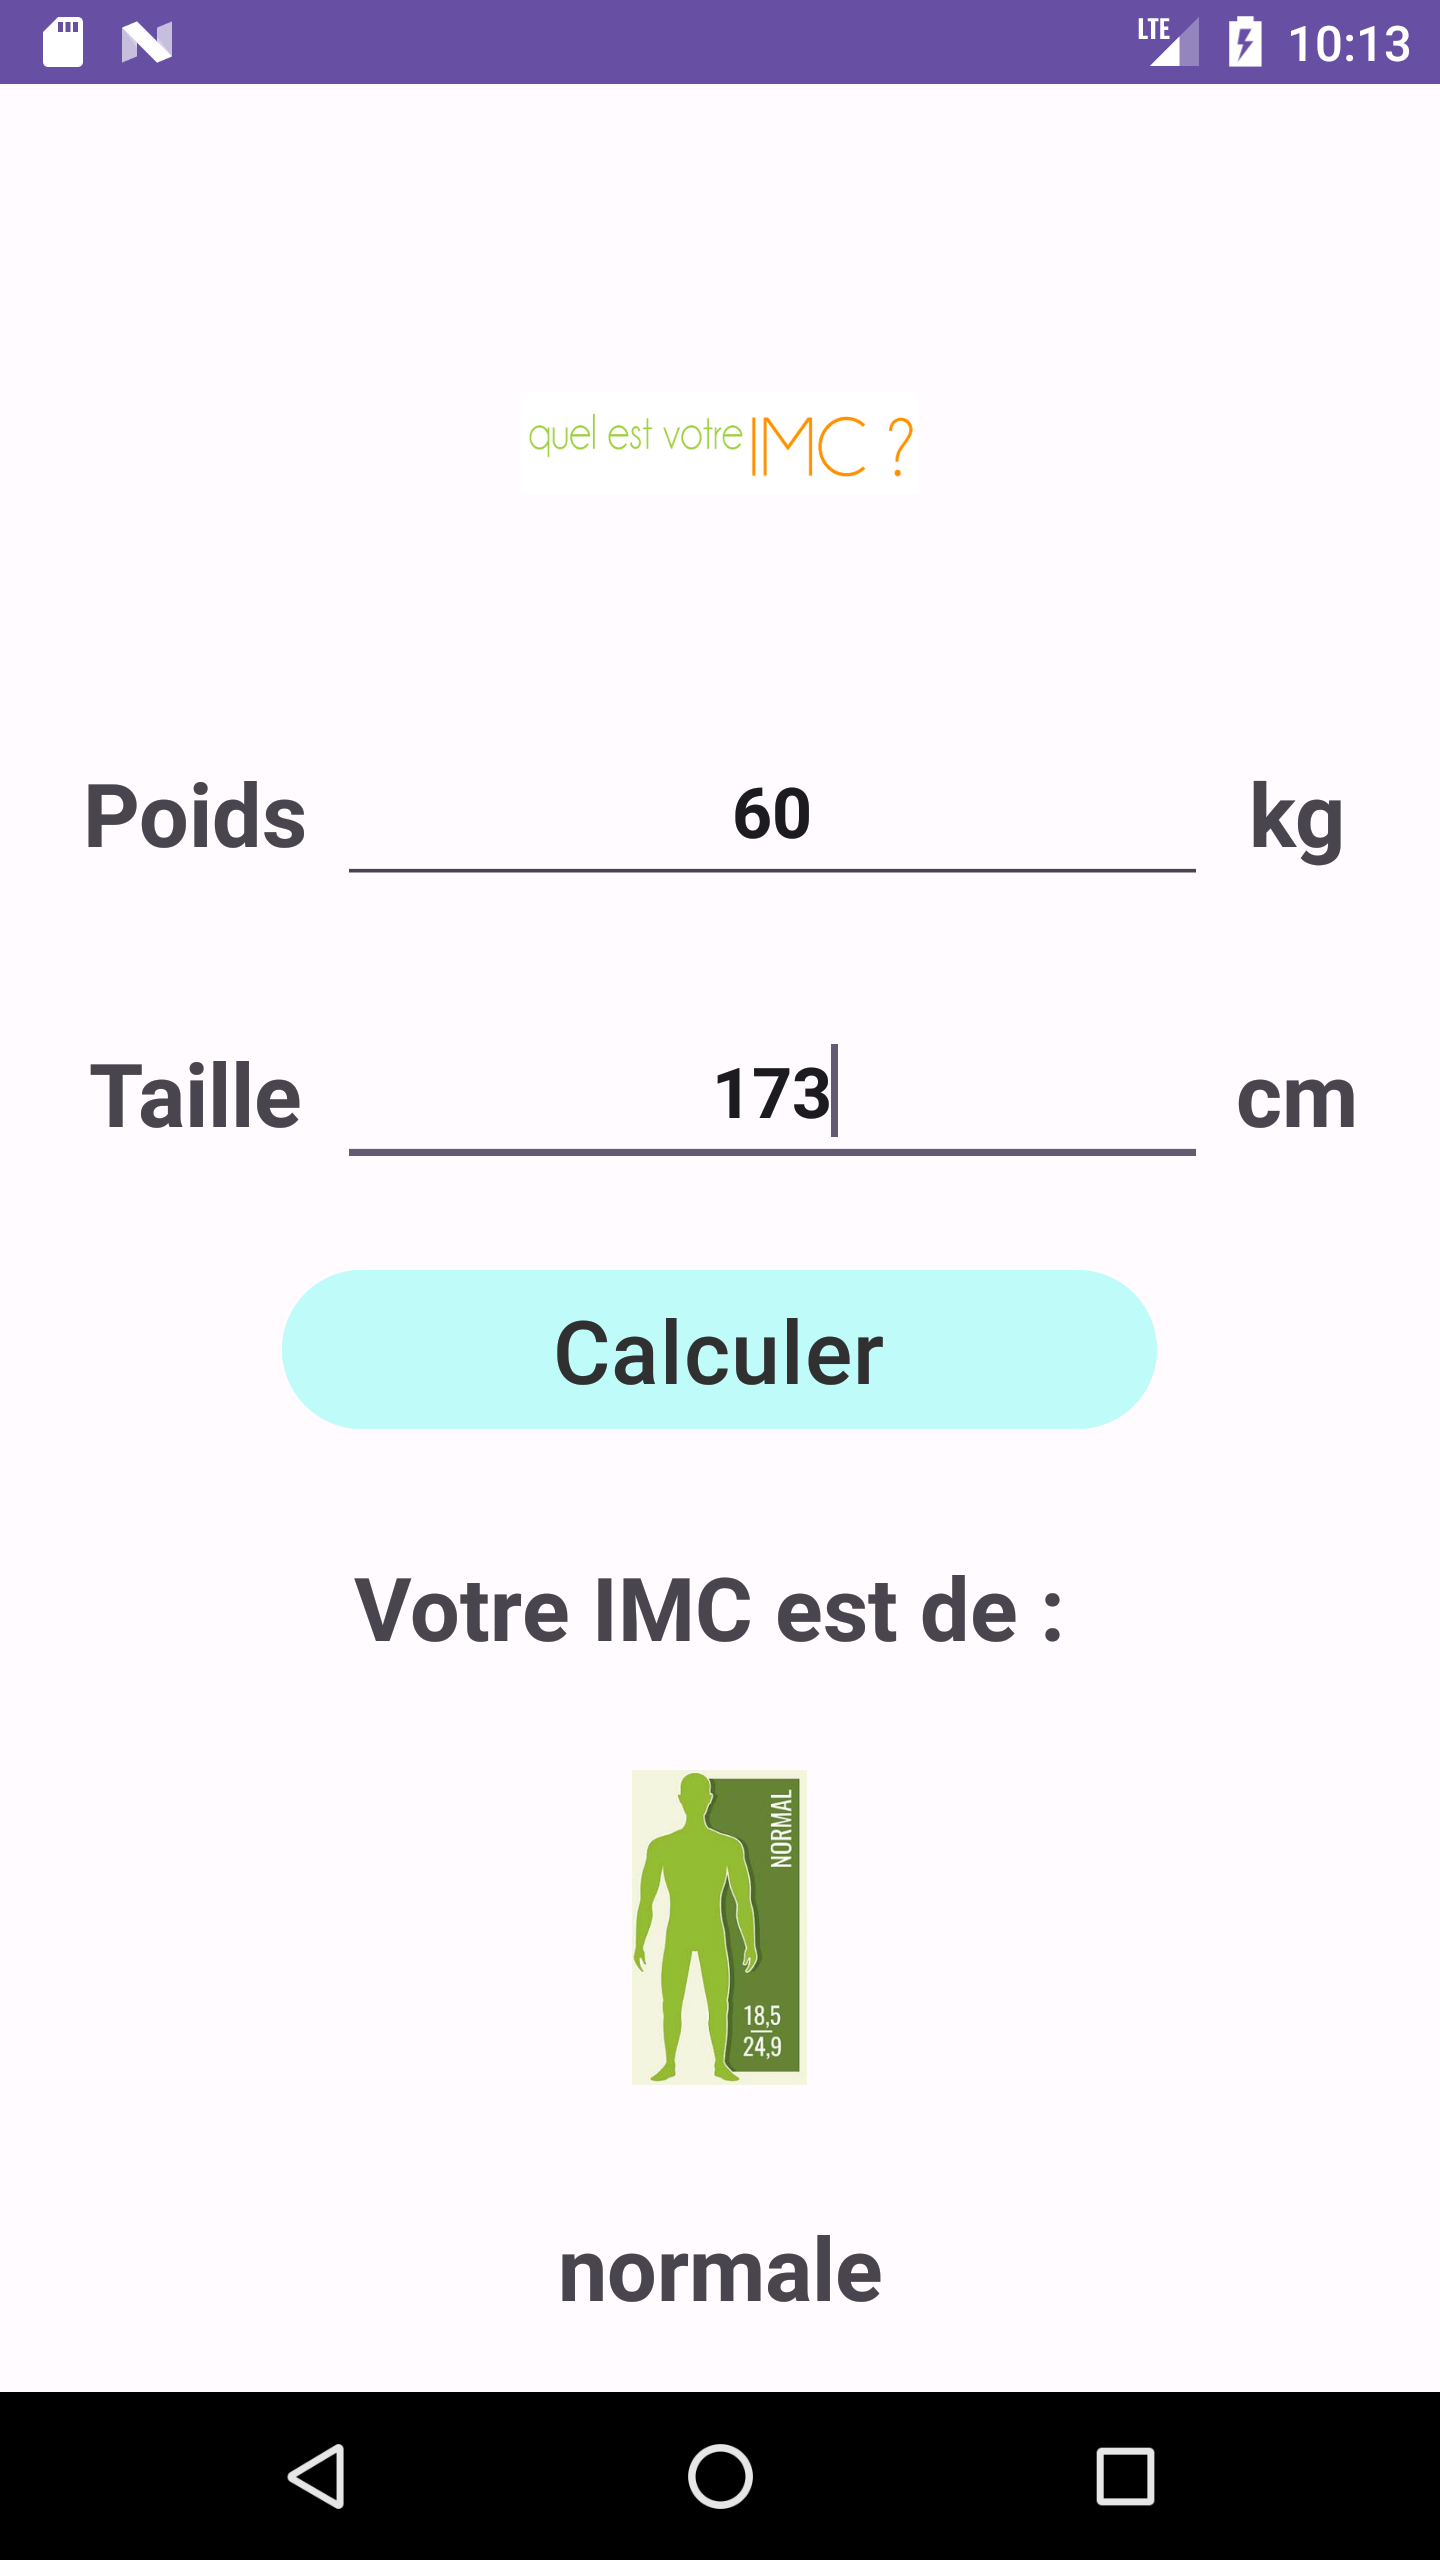 LTE 10:13
quel est votre IMC ?
Poids 60 kg
Taille 173 cm
Calculer
Votre IMC est de :
NORMAL
18,5
24,9
normale